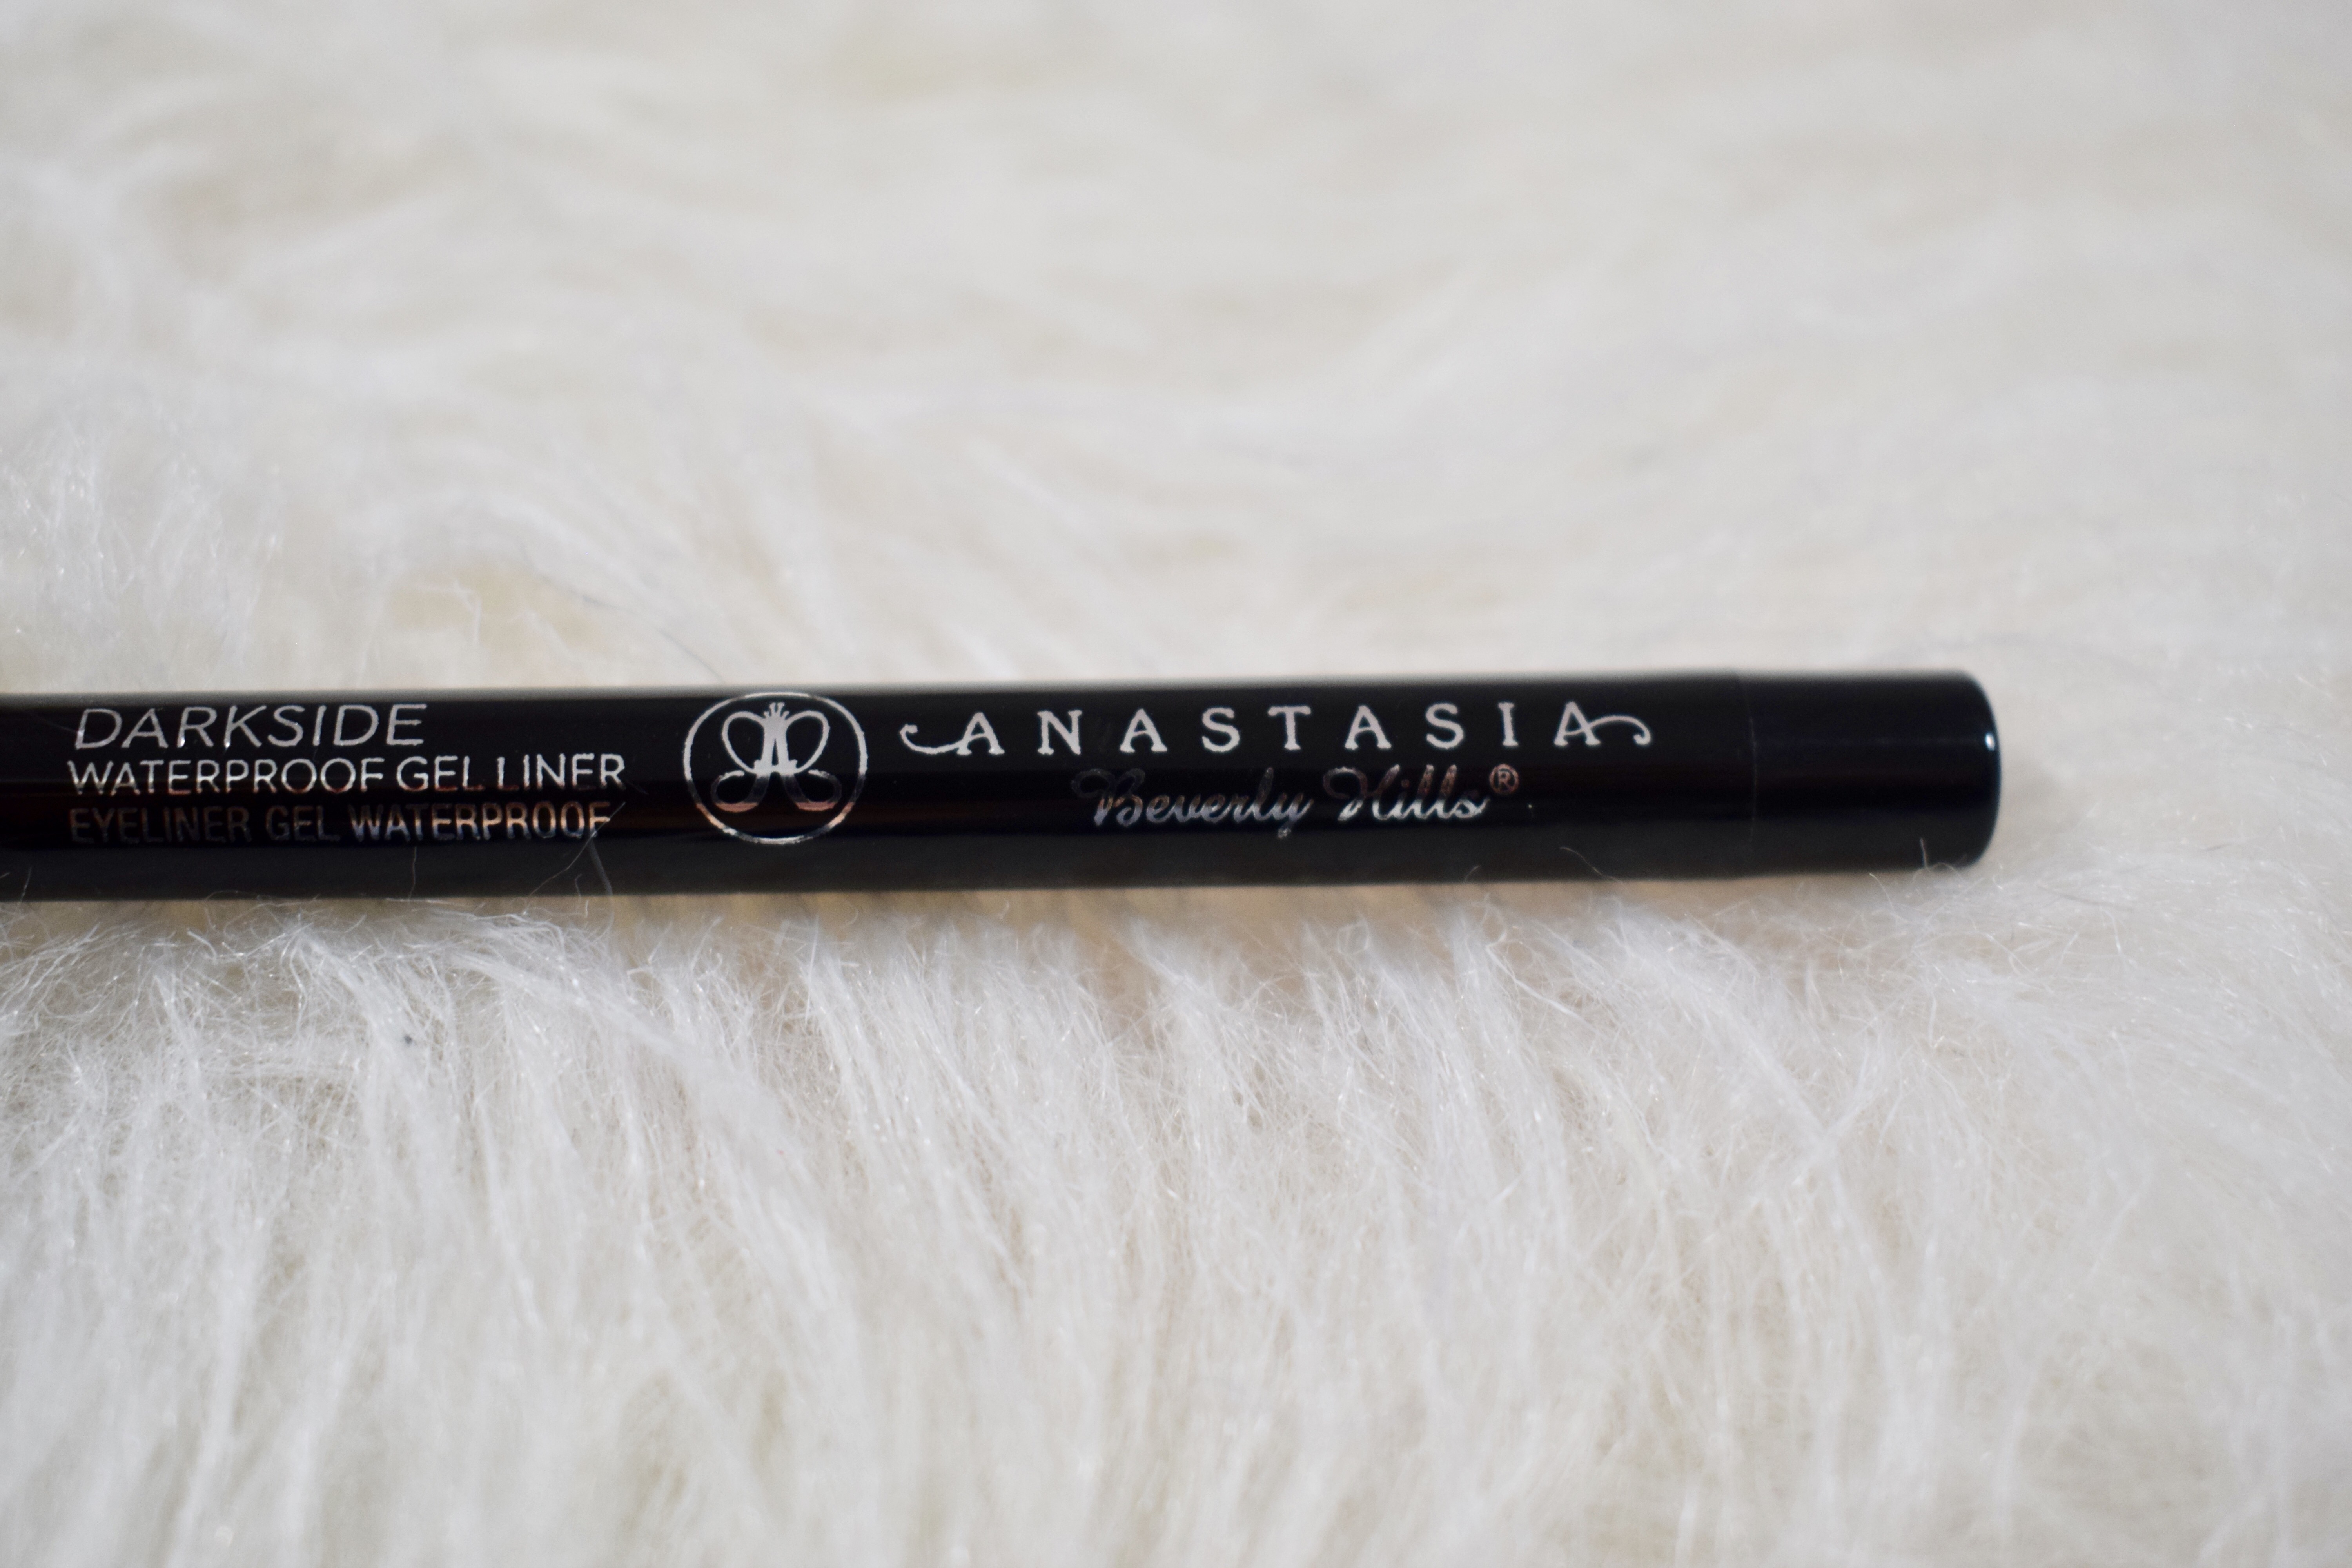 DARKSIDE
WATERPROOF GEL LINER
EYELINER GEL WATERPROOF
ANASTASIA
Beverly Hills®